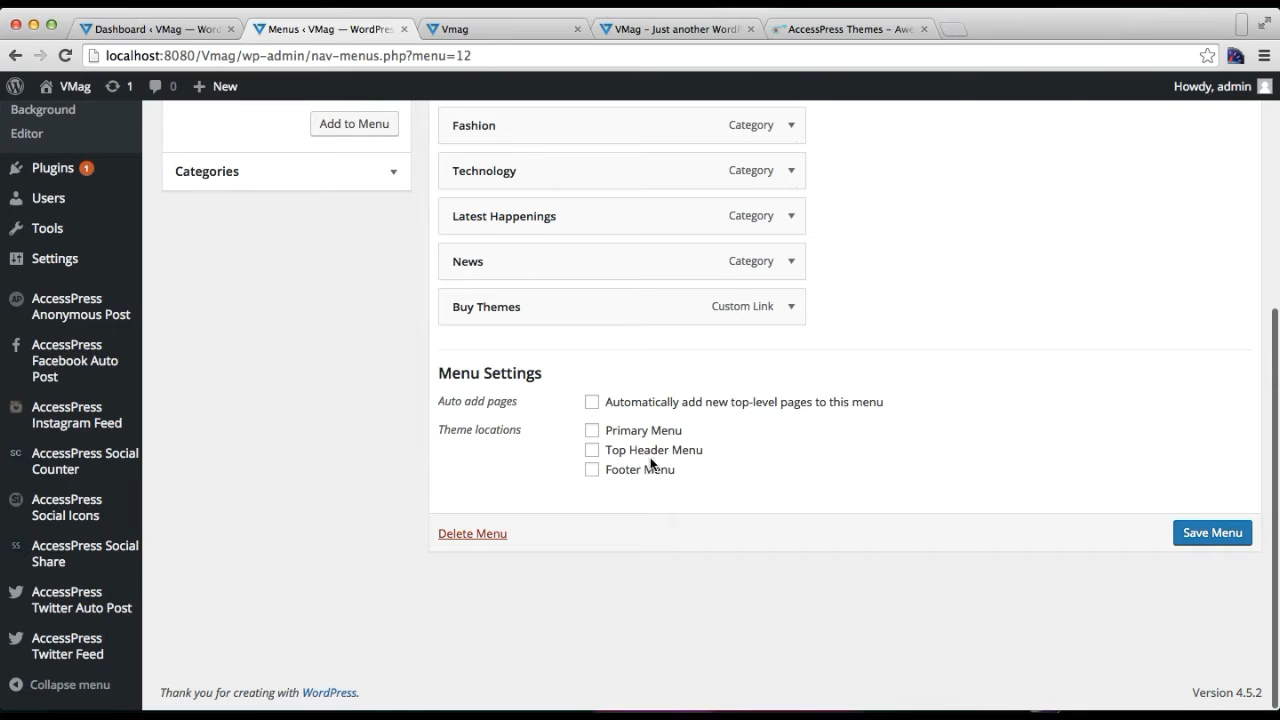 Dashboard ‹ VMag — Worc
Menus ‹ VMag — WordPres
Vmag
VMag – Just another WordP
AccessPress Themes – Awe
localhost:8080/Vmag/wp-admin/nav-menus.php?menu=12
VMag
1
0
New
Howdy, admin
Background
Editor
Plugins 1
Users
Tools
Settings
AP
AccessPress
Anonymous Post
AccessPress
Facebook Auto
Post
AccessPress
Instagram Feed
SC
AccessPress Social
Counter
AccessPress
Social Icons
SS
AccessPress Social
Share
AccessPress
Twitter Auto Post
AccessPress
Twitter Feed
Collapse menu
Add to Menu
Categories
Fashion Category
Technology Category
Latest Happenings Category
News Category
Buy Themes Custom Link
Menu Settings
Auto add pages Automatically add new top-level pages to this menu
Theme locations Primary Menu
Top Header Menu
Footer Menu
Delete Menu
Save Menu
Thank you for creating with WordPress.
Version 4.5.2